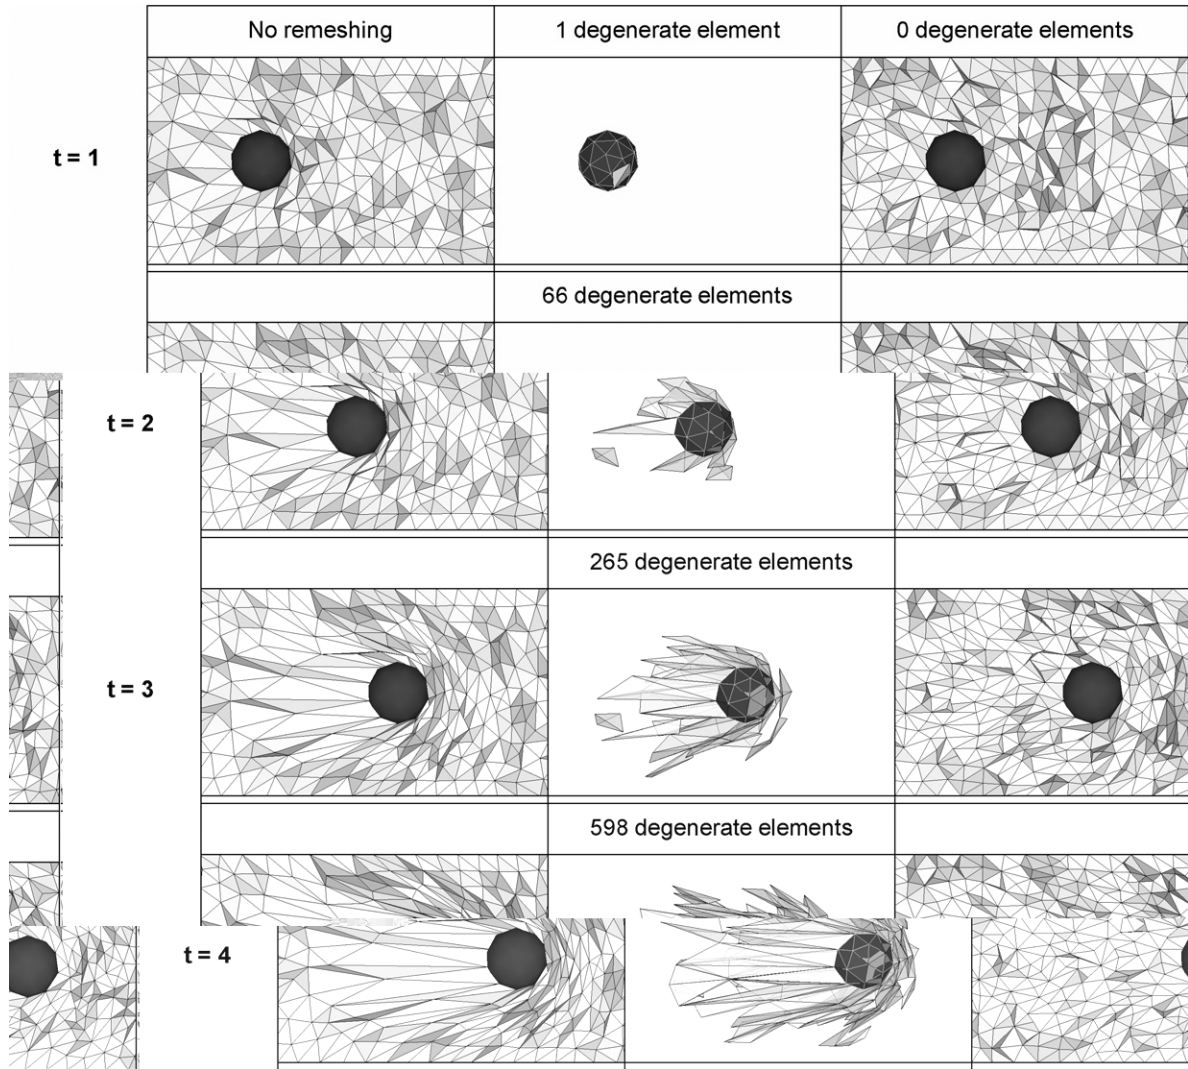 No remeshing
1 degenerate element
0 degenerate elements
t = 1
66 degenerate elements
t = 2
265 degenerate elements
t = 3
598 degenerate elements
t = 4